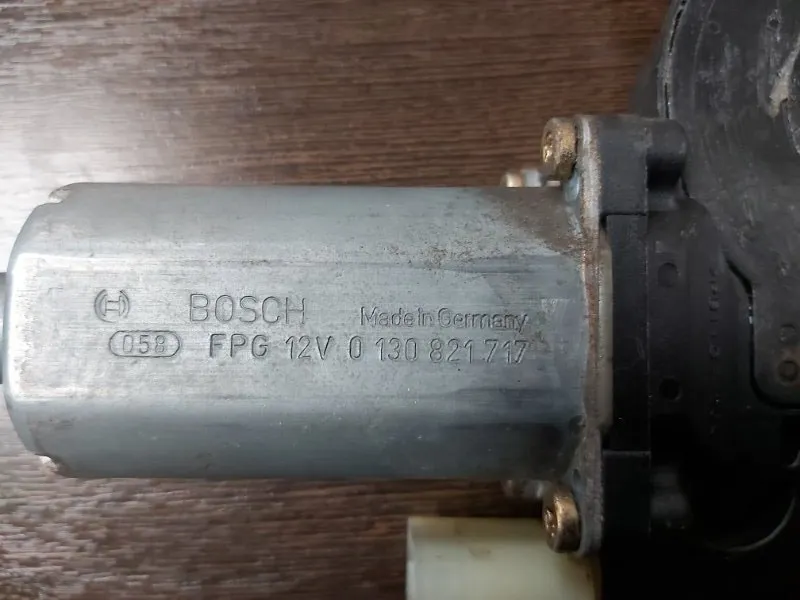 BOSCH Made in Germany
058 FPG 12V 0 130 821 717